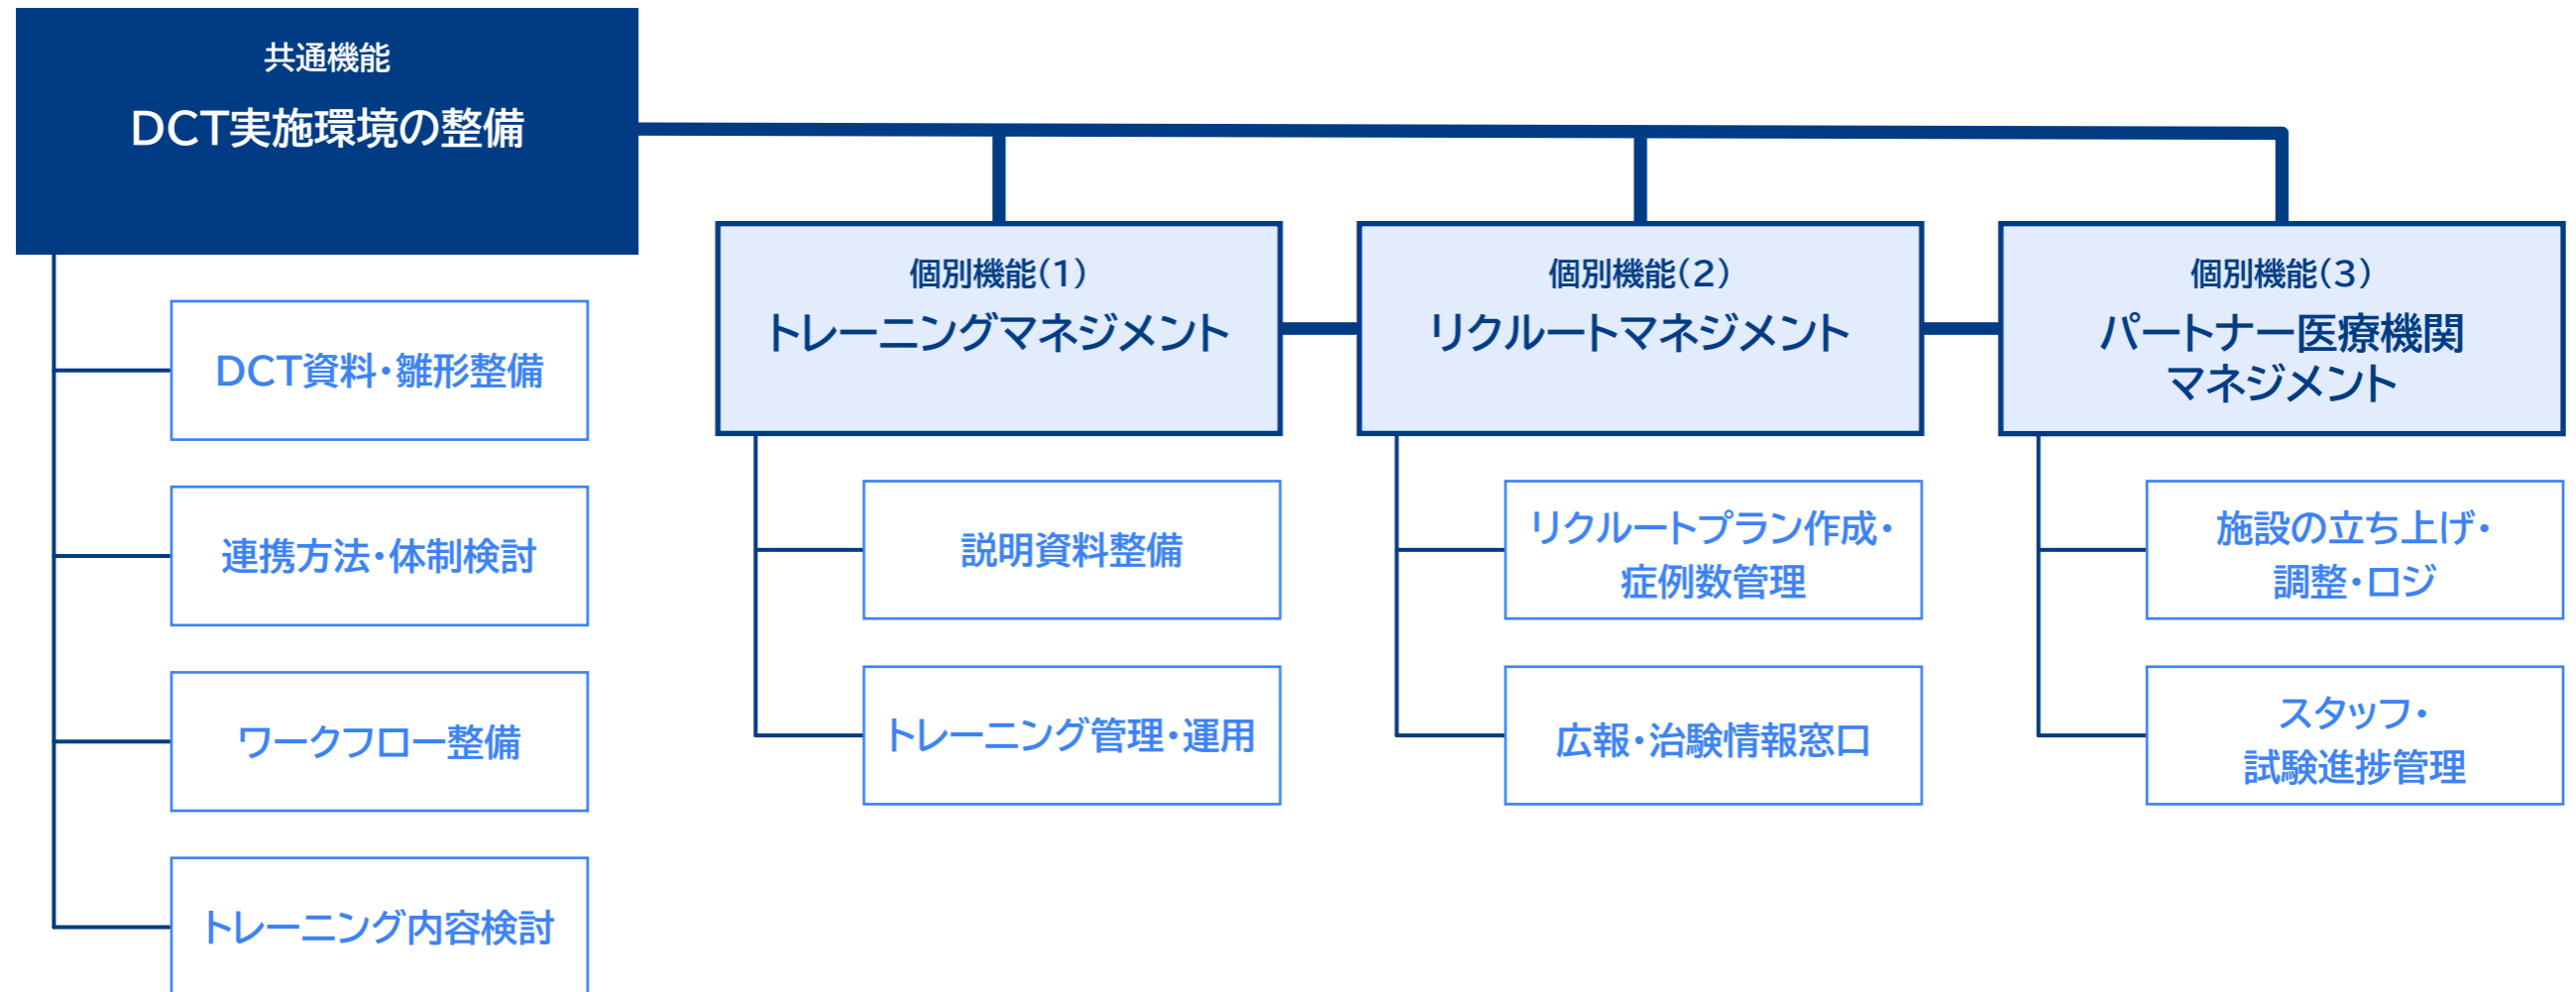 共通機能
DCT実施環境の整備
DCT資料・雛形整備
連携方法・体制検討
ワークフロー整備
トレーニング内容検討
個別機能(1)
トレーニングマネジメント
説明資料整備
トレーニング管理・運用
個別機能(2)
リクルートマネジメント
リクルートプラン作成・
症例数管理
広報・治験情報窓口
個別機能(3)
パートナー医療機関
マネジメント
施設の立ち上げ・
調整・ロジ
スタッフ・
試験進捗管理